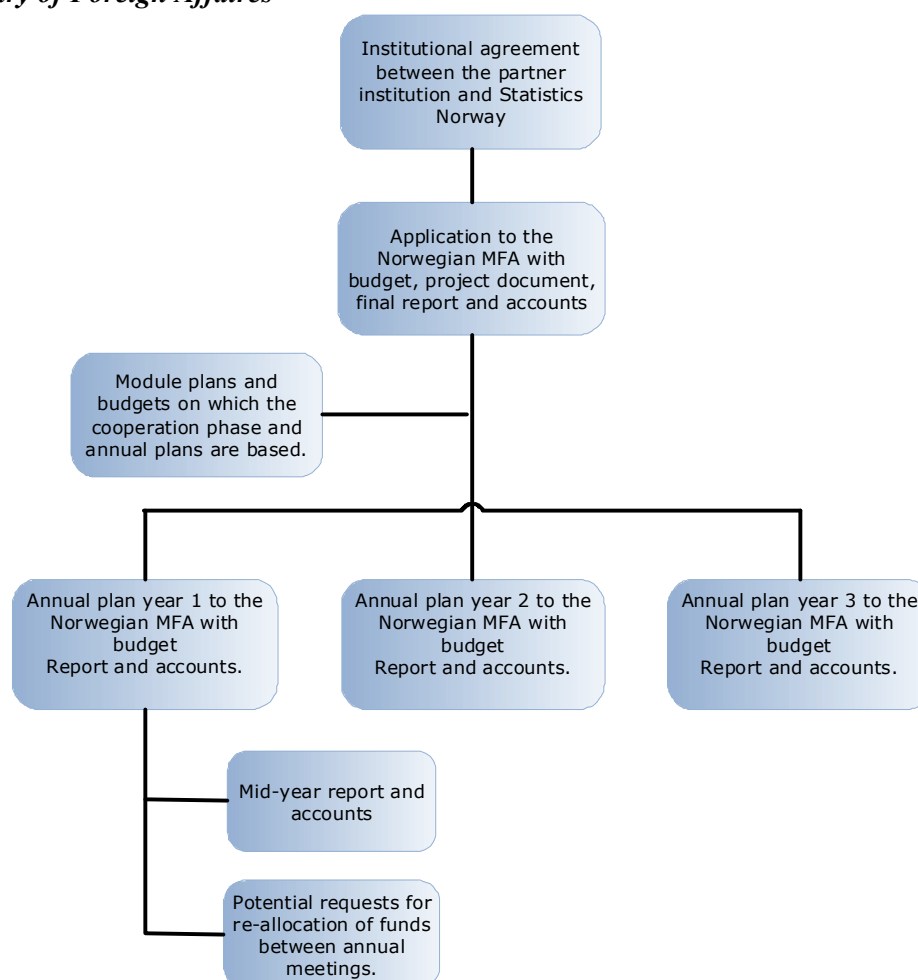 ry of Foreign Affaires
Institutional agreement
between the partner
institution and Statistics
Norway
Application to the
Norwegian MFA with
budget, project document,
final report and accounts
Module plans and
budgets on which the
cooperation phase and
annual plans are based.
Annual plan year 1 to the
Norwegian MFA with
budget
Report and accounts.
Annual plan year 2 to the
Norwegian MFA with
budget
Report and accounts.
Annual plan year 3 to the
Norwegian MFA with
budget
Report and accounts.
Mid-year report and
accounts
Potential requests for
re-allocation of funds
between annual
meetings.